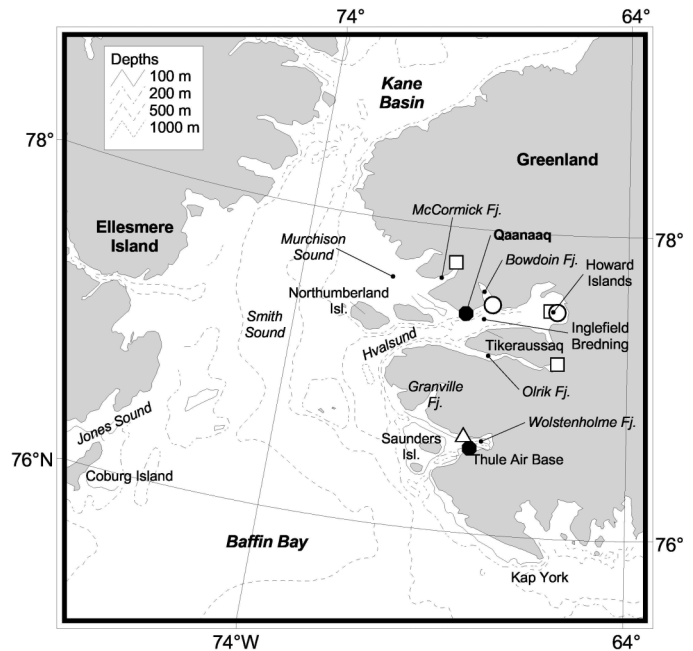 74°
64°
Depths
100 m
200 m
500 m
1000 m
Kane
Basin
78°
Greenland
McCormick Fj.
Ellesmere
Island
Qaanaaq
78°
Murchison
Sound
Bowdoin Fj.
Howard
Islands
Northumberland
Isl.
Smith
Sound
Inglefield
Bredning
Hvalsund
Tikeraussaq
Granville
Fj.
Olrik Fj.
Jones Sound
Wolstenholme Fj.
Saunders
Isl.
76°N
Thule Air Base
Coburg Island
Baffin Bay
76°
Kap York
74°W
64°